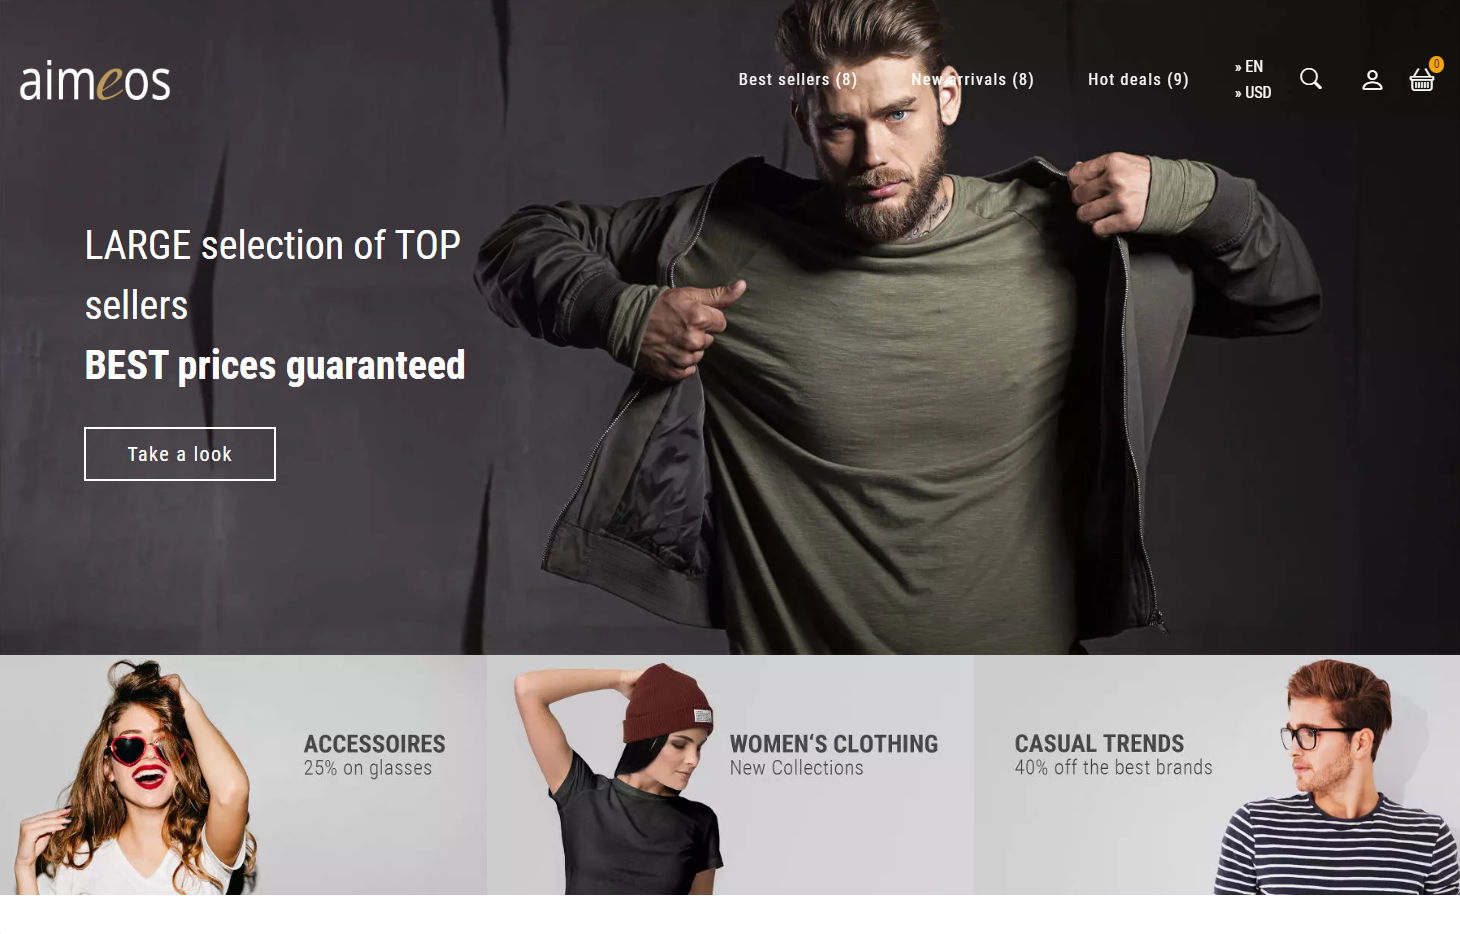 aimeos
Best sellers (8)
New arrivals (8)
Hot deals (9)
» EN
» USD
0
LARGE selection of TOP
sellers
BEST prices guaranteed
Take a look
ACCESSOIRES
25% on glasses
WOMEN‘S CLOTHING
New Collections
CASUAL TRENDS
40% off the best brands